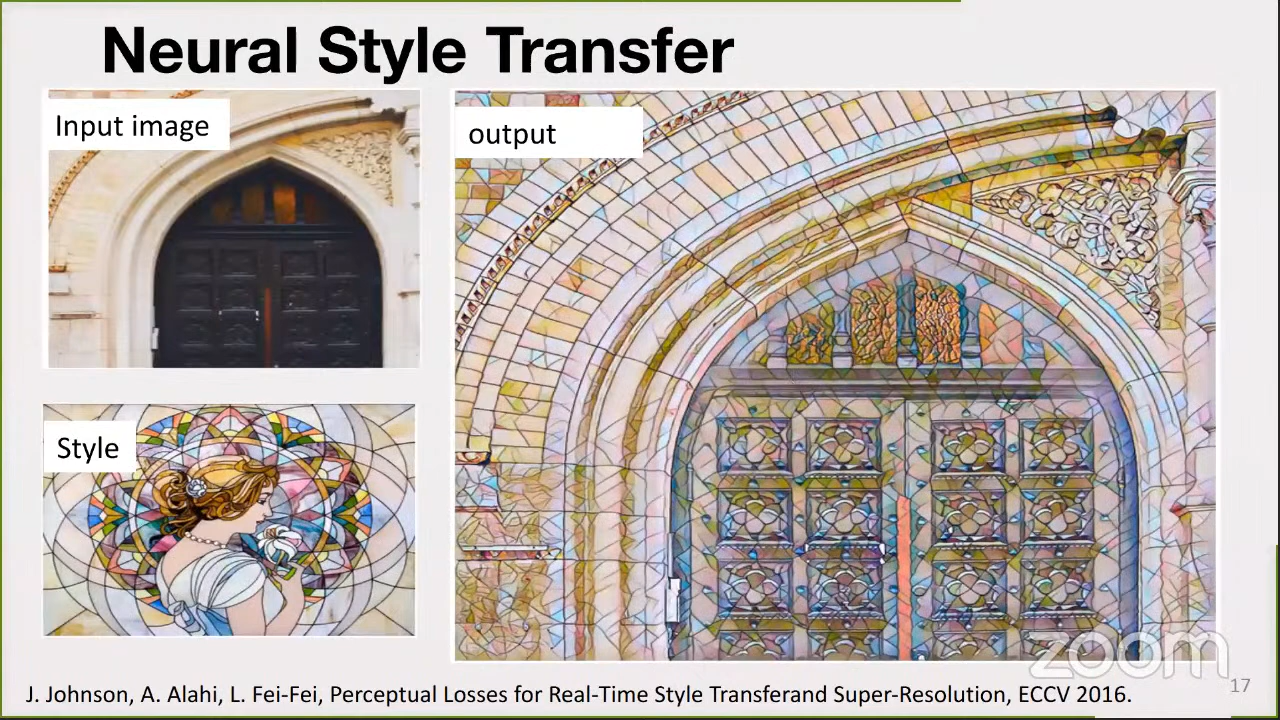 Neural Style Transfer
Input image
output
Style
zoom
J. Johnson, A. Alahi, L. Fei-Fei, Perceptual Losses for Real-Time Style Transferand Super-Resolution, ECCV 2016.
17